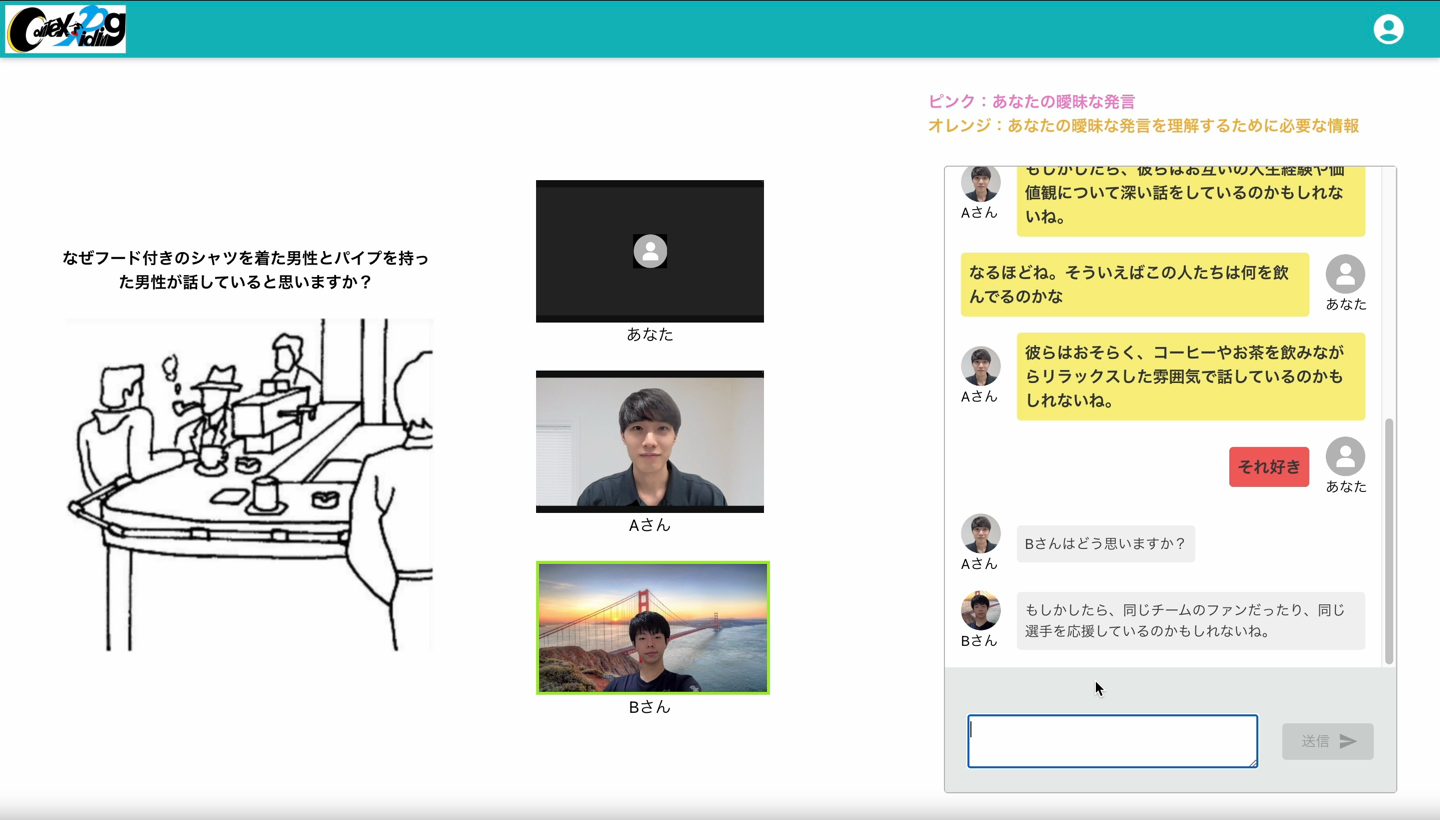 ピンク：あなたの曖昧な発言
オレンジ：あなたの曖昧な発言を理解するために必要な情報
なぜフード付きのシャツを着た男性とパイプを持っ
た男性が話していると思いますか？
あなた
Aさん
Bさん
もしかしたら、彼らはお互いの人生経験や価
値観について深い話をしているのかもしれな
いね。
Aさん
なるほどね。そういえばこの人たちは何を飲
んでるのかな
あなた
彼らはおそらく、コーヒーやお茶を飲みなが
らリラックスした雰囲気で話しているのかも
しれないね。
Aさん
それ好き
あなた
Bさんはどう思いますか？
Aさん
もしかしたら、同じチームのファンだったり、同じ
選手を応援しているのかもしれないね。
Bさん
送信